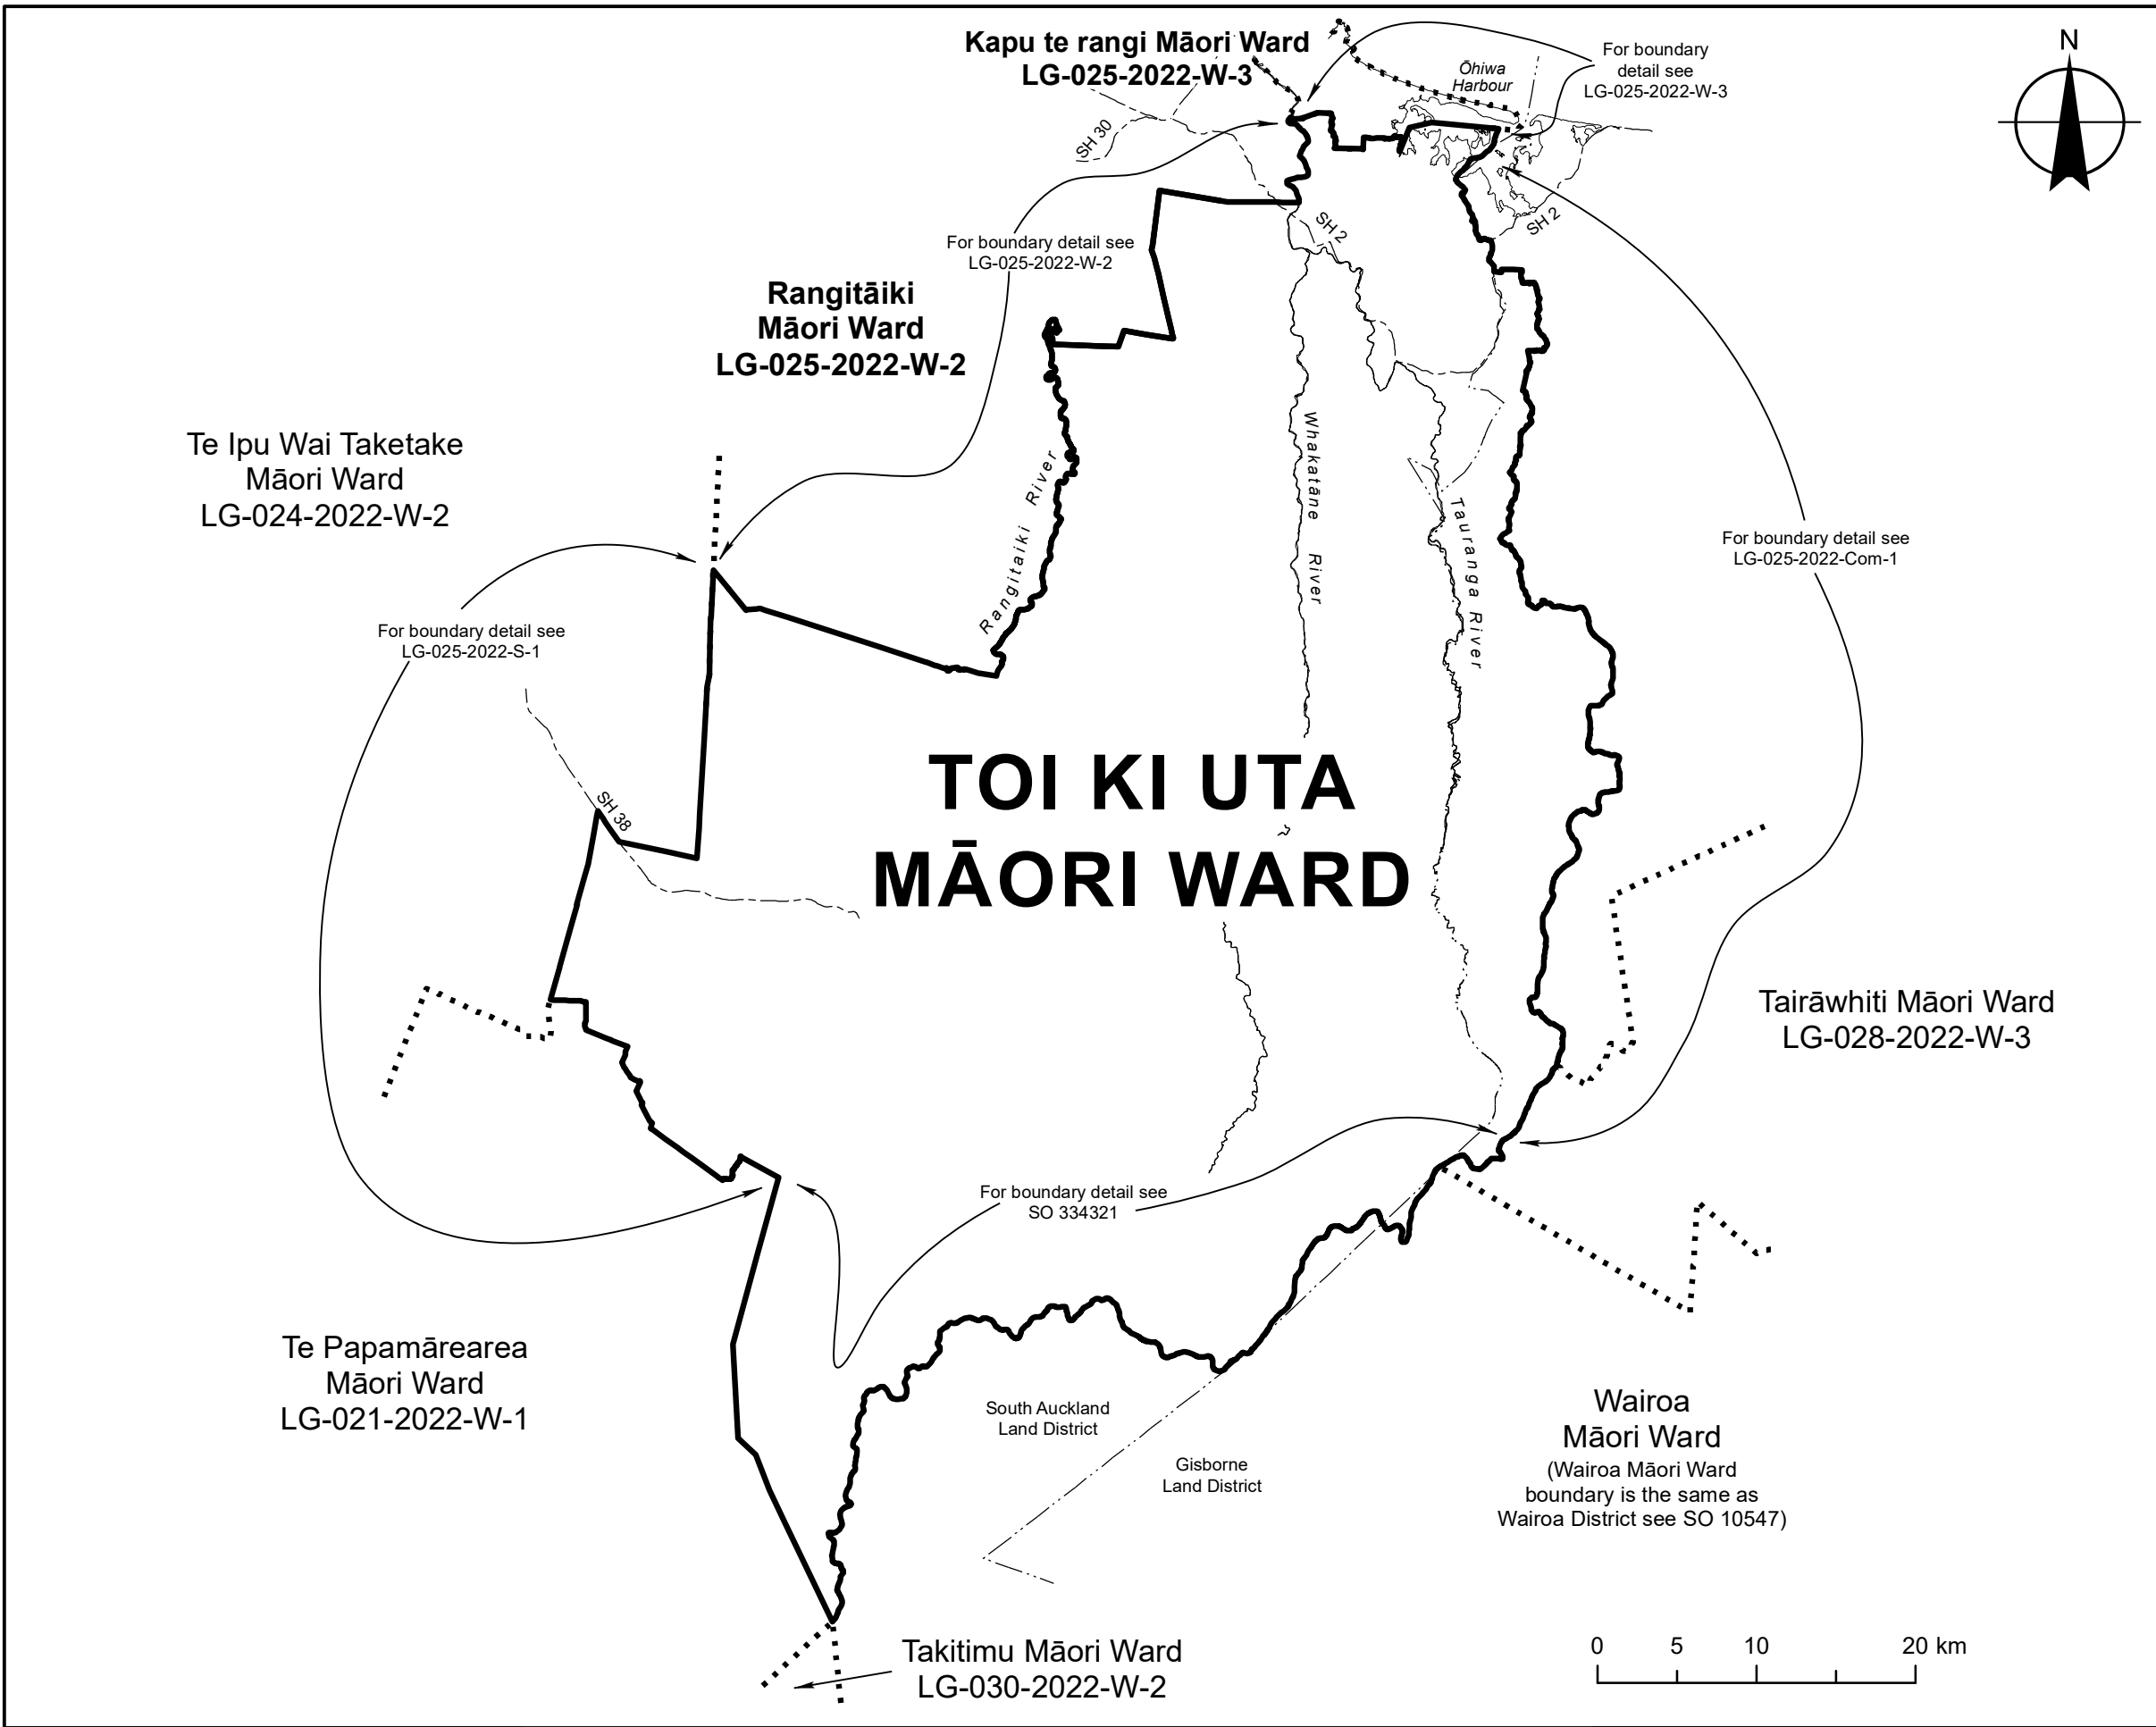 Kapu te rangi Māori Ward
LG-025-2022-W-3
For boundary
detail see
LG-025-2022-W-3
Ōhiwa
Harbour
N
SH 30
SH 2
SH 2
For boundary detail see
LG-025-2022-W-2
Rangitāiki
Māori Ward
LG-025-2022-W-2
Te Ipu Wai Taketake
Māori Ward
LG-024-2022-W-2
Rangitaiki River
Whakatāne River
Tauranga River
For boundary detail see
LG-025-2022-Com-1
For boundary detail see
LG-025-2022-S-1
SH 38
TOI KI UTA
MĀORI WARD
Tairāwhiti Māori Ward
LG-028-2022-W-3
For boundary detail see
SO 334321
Te Papamārearea
Māori Ward
LG-021-2022-W-1
South Auckland
Land District
Gisborne
Land District
Wairoa
Māori Ward
(Wairoa Māori Ward
boundary is the same as
Wairoa District see SO 10547)
Takitimu Māori Ward
LG-030-2022-W-2
0 5 10 20 km